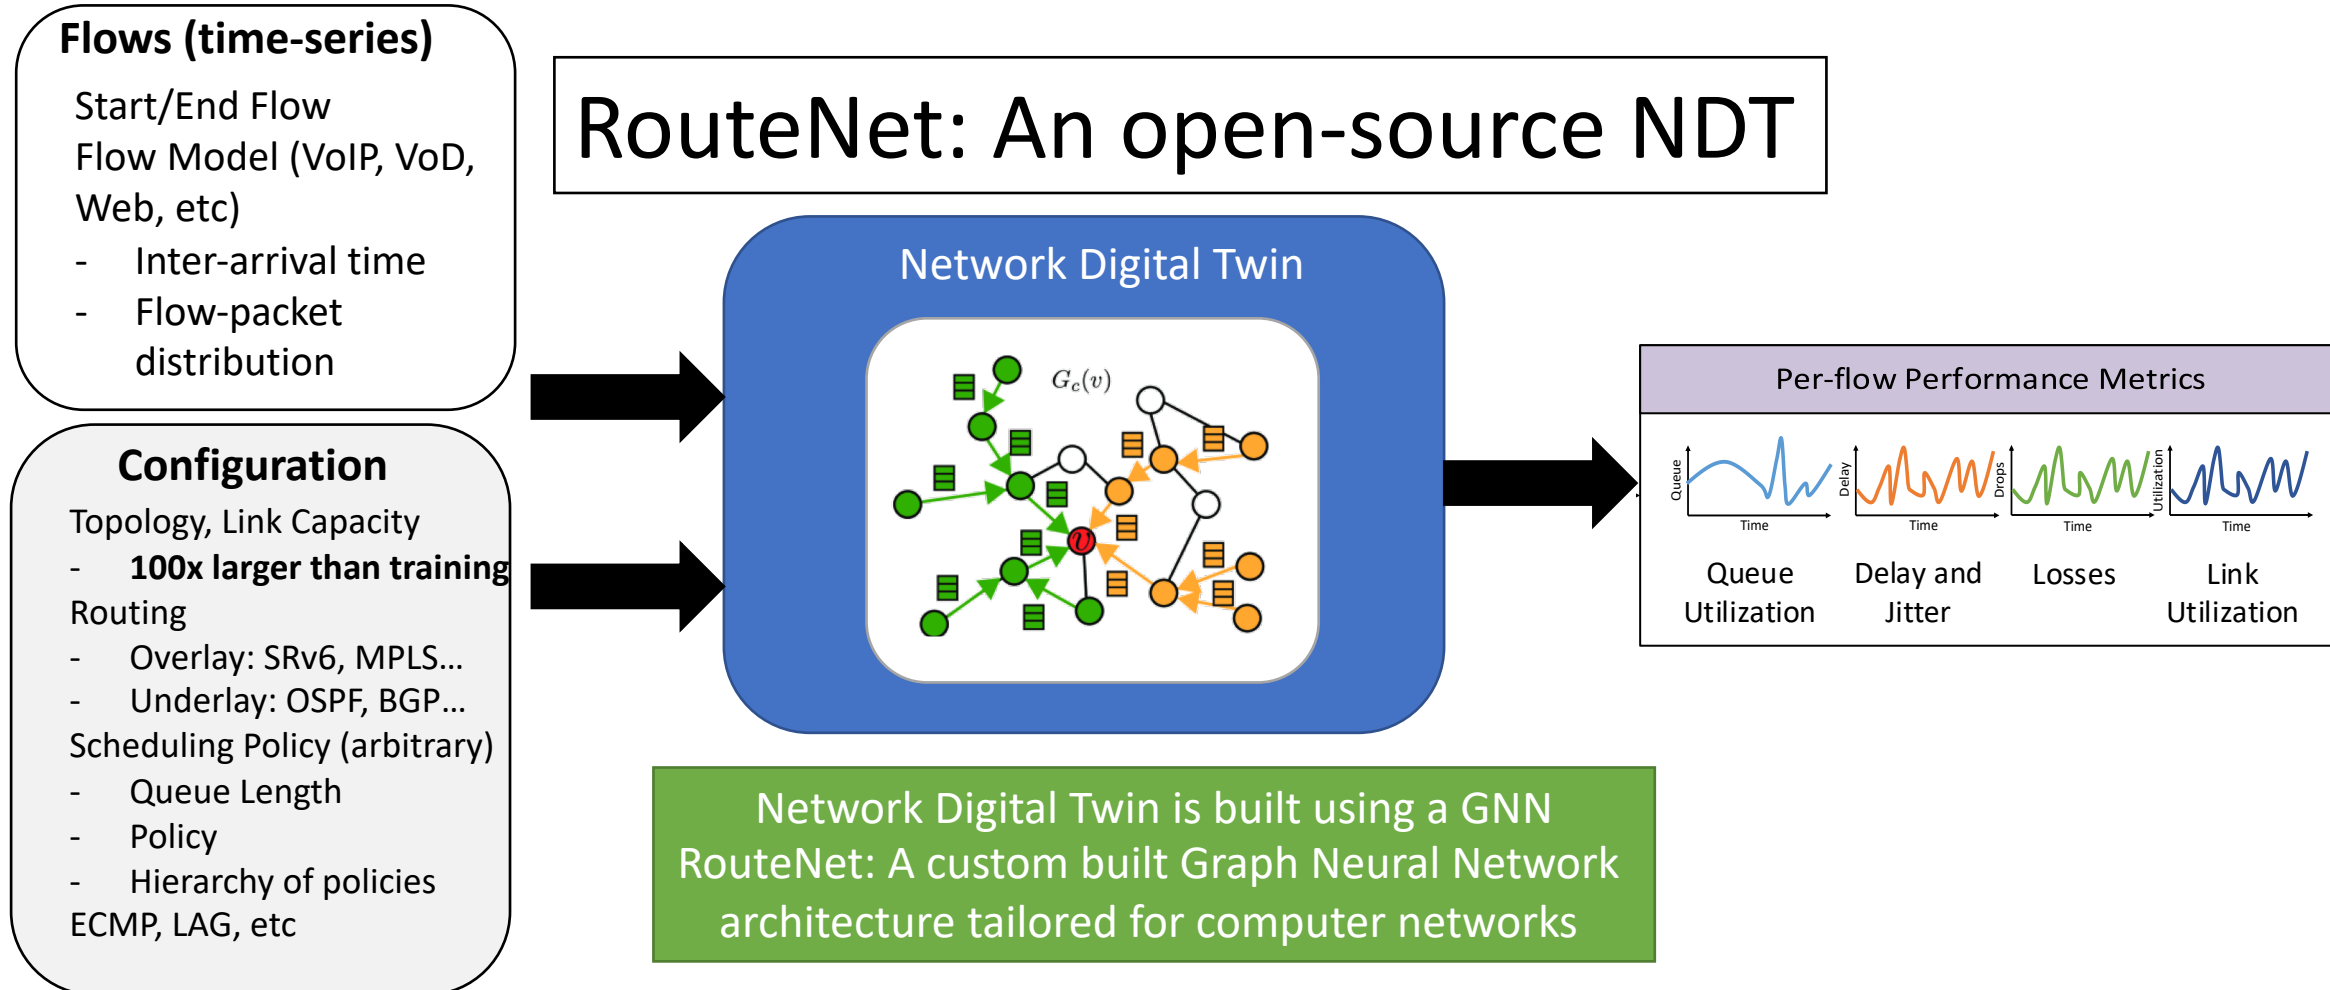 Flows (time-series)
Start/End Flow
Flow Model (VoIP, VoD,
Web, etc)
- Inter-arrival time
- Flow-packet
distribution
Configuration
Topology, Link Capacity
- 100x larger than training
Routing
- Overlay: SRv6, MPLS...
- Underlay: OSPF, BGP...
Scheduling Policy (arbitrary)
- Queue Length
- Policy
- Hierarchy of policies
ECMP, LAG, etc
RouteNet: An open-source NDT
Network Digital Twin
G_c(v)
v
Network Digital Twin is built using a GNN
RouteNet: A custom built Graph Neural Network
architecture tailored for computer networks
Per-flow Performance Metrics
Queue
Time
Delay
Time
Drops
Time
Utilization
Time
Queue
Utilization
Delay and
Jitter
Losses
Link
Utilization